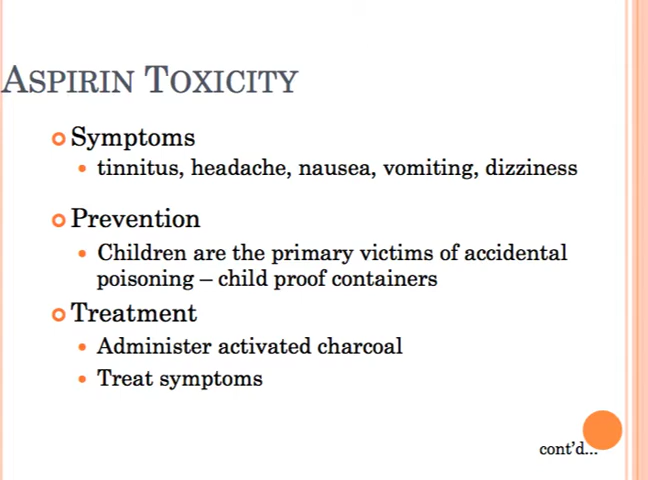 ASPIRIN TOXICITY
Symptoms
tinnitus, headache, nausea, vomiting, dizziness
Prevention
Children are the primary victims of accidental
poisoning – child proof containers
Treatment
Administer activated charcoal
Treat symptoms
cont'd...